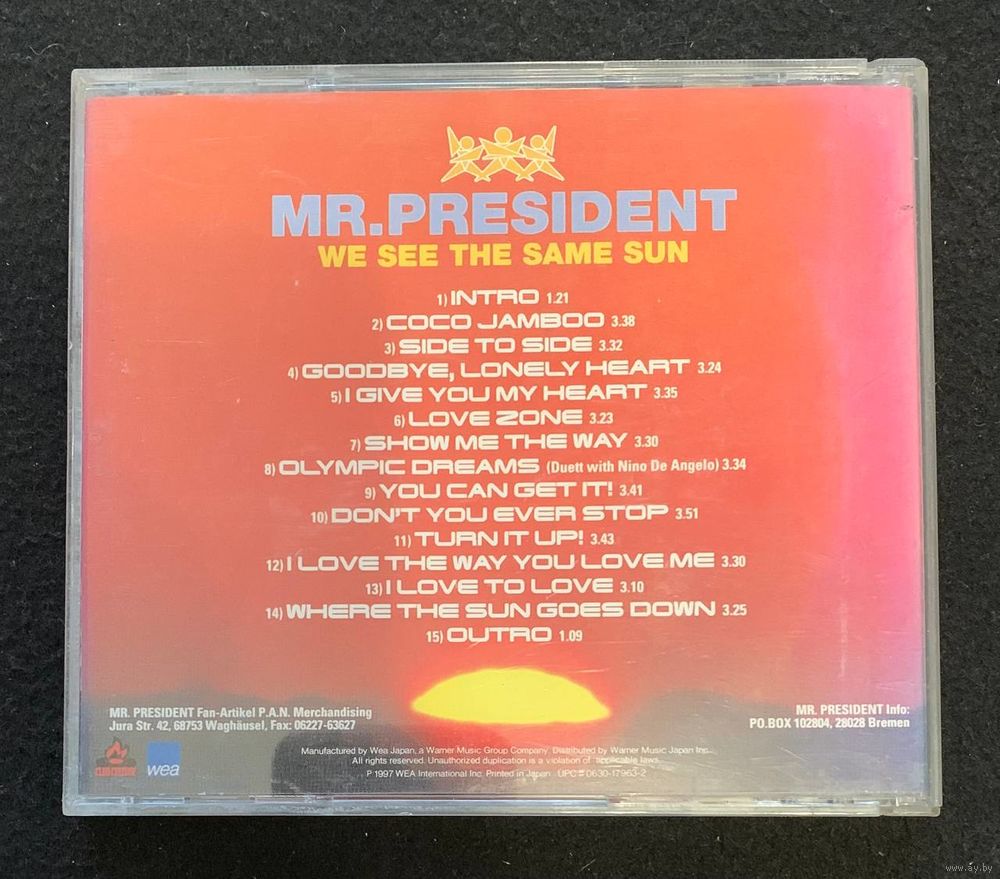 MR.PRESIDENT
WE SEE THE SAME SUN
1) INTRO 1.21
2) COCO JAMBOO 3.38
3) SIDE TO SIDE 3.32
4) GOODBYE, LONELY HEART 3.24
5) I GIVE YOU MY HEART 3.35
6) LOVE ZONE 3.23
7) SHOW ME THE WAY 3.30
8) OLYMPIC DREAMS (Duett with Nino De Angelo) 3.34
9) YOU CAN GET IT! 3.41
10) DON'T YOU EVER STOP 3.51
11) TURN IT UP! 3.43
12) I LOVE THE WAY YOU LOVE ME 3.30
13) I LOVE TO LOVE 3.10
14) WHERE THE SUN GOES DOWN 3.25
15) OUTRO 1.09
MR. PRESIDENT Fan-Artikel P.A.N. Merchandising
Jura Str. 42, 68753 Waghäusel, Fax: 06227-63627
MR. PRESIDENT Info:
PO.BOX 102804, 28028 Bremen
wea
Manufactured by Wea Japan, a Warner Music Group Company. Distributed by Warner Music Japan Inc.
All rights reserved. Unauthorized duplication is a violation of applicable laws.
P 1997 WEA International Inc. Printed in Japan UPC # 0630-17963-2
www.ay.by